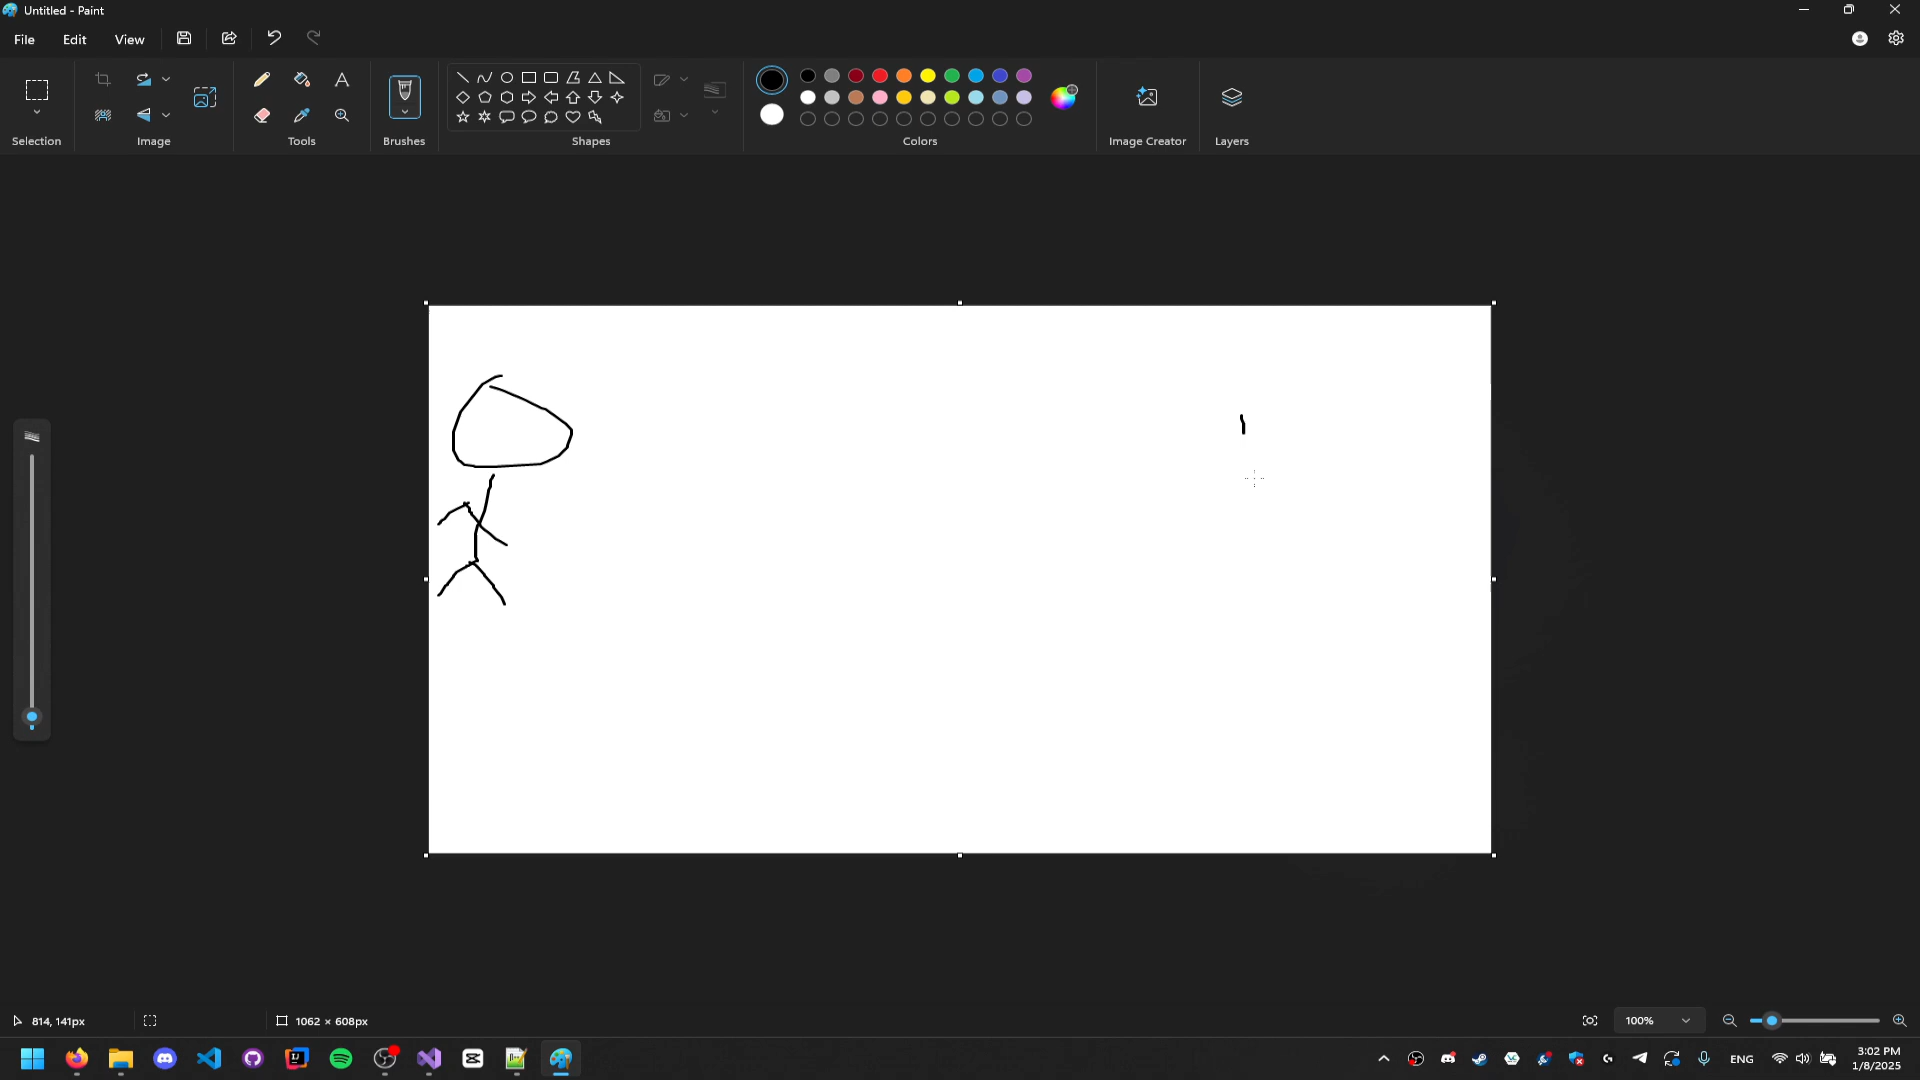 Untitled - Paint
File Edit View
Selection Image Tools Brushes Shapes Colors Image Creator Layers
814, 141px 1062 × 608px 100%
ENG 3:02 PM
1/8/2025